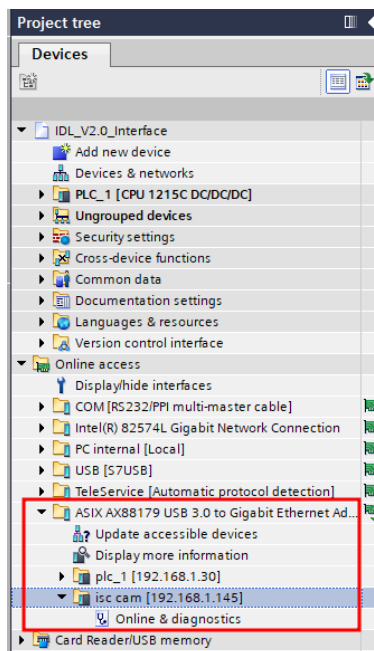 Project tree
Devices
IDL_V2.0_Interface
Add new device
Devices & networks
PLC_1 [CPU 1215C DC/DC/DC]
Ungrouped devices
Security settings
Cross-device functions
Common data
Documentation settings
Languages & resources
Version control interface
Online access
Display/hide interfaces
COM [RS232/PPI multi-master cable]
Intel(R) 82574L Gigabit Network Connection
PC internal [Local]
USB [S7USB]
TeleService [Automatic protocol detection]
ASIX AX88179 USB 3.0 to Gigabit Ethernet Ad...
Update accessible devices
Display more information
plc_1 [192.168.1.30]
isc cam [192.168.1.145]
Online & diagnostics
Card Reader/USB memory